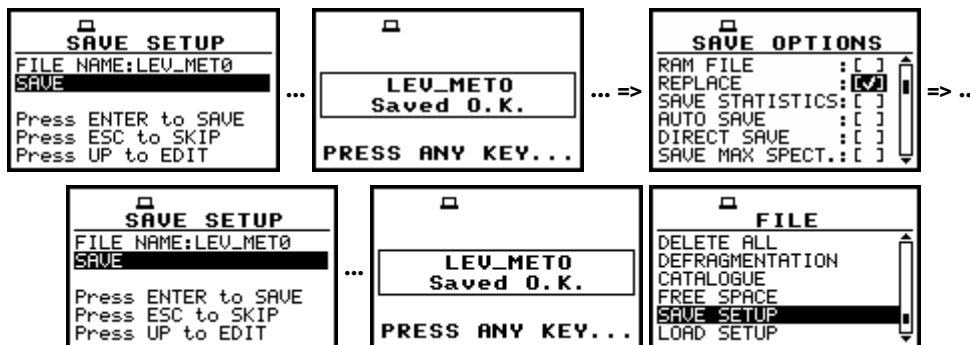 SAVE SETUP
FILE NAME:LEV_MET0
SAVE
Press ENTER to SAVE
Press ESC to SKIP
Press UP to EDIT
...
LEV_MET0
Saved O.K.
PRESS ANY KEY...
... =>
SAVE OPTIONS
RAM FILE :[ ]
REPLACE :[✓]
SAVE STATISTICS:[ ]
AUTO SAVE :[ ]
DIRECT SAVE :[ ]
SAVE MAX SPECT.:[ ]
=> ..
SAVE SETUP
FILE NAME:LEV_MET0
SAVE
Press ENTER to SAVE
Press ESC to SKIP
Press UP to EDIT
...
LEV_MET0
Saved O.K.
PRESS ANY KEY...
FILE
DELETE ALL
DEFRAGMENTATION
CATALOGUE
FREE SPACE
SAVE SETUP
LOAD SETUP